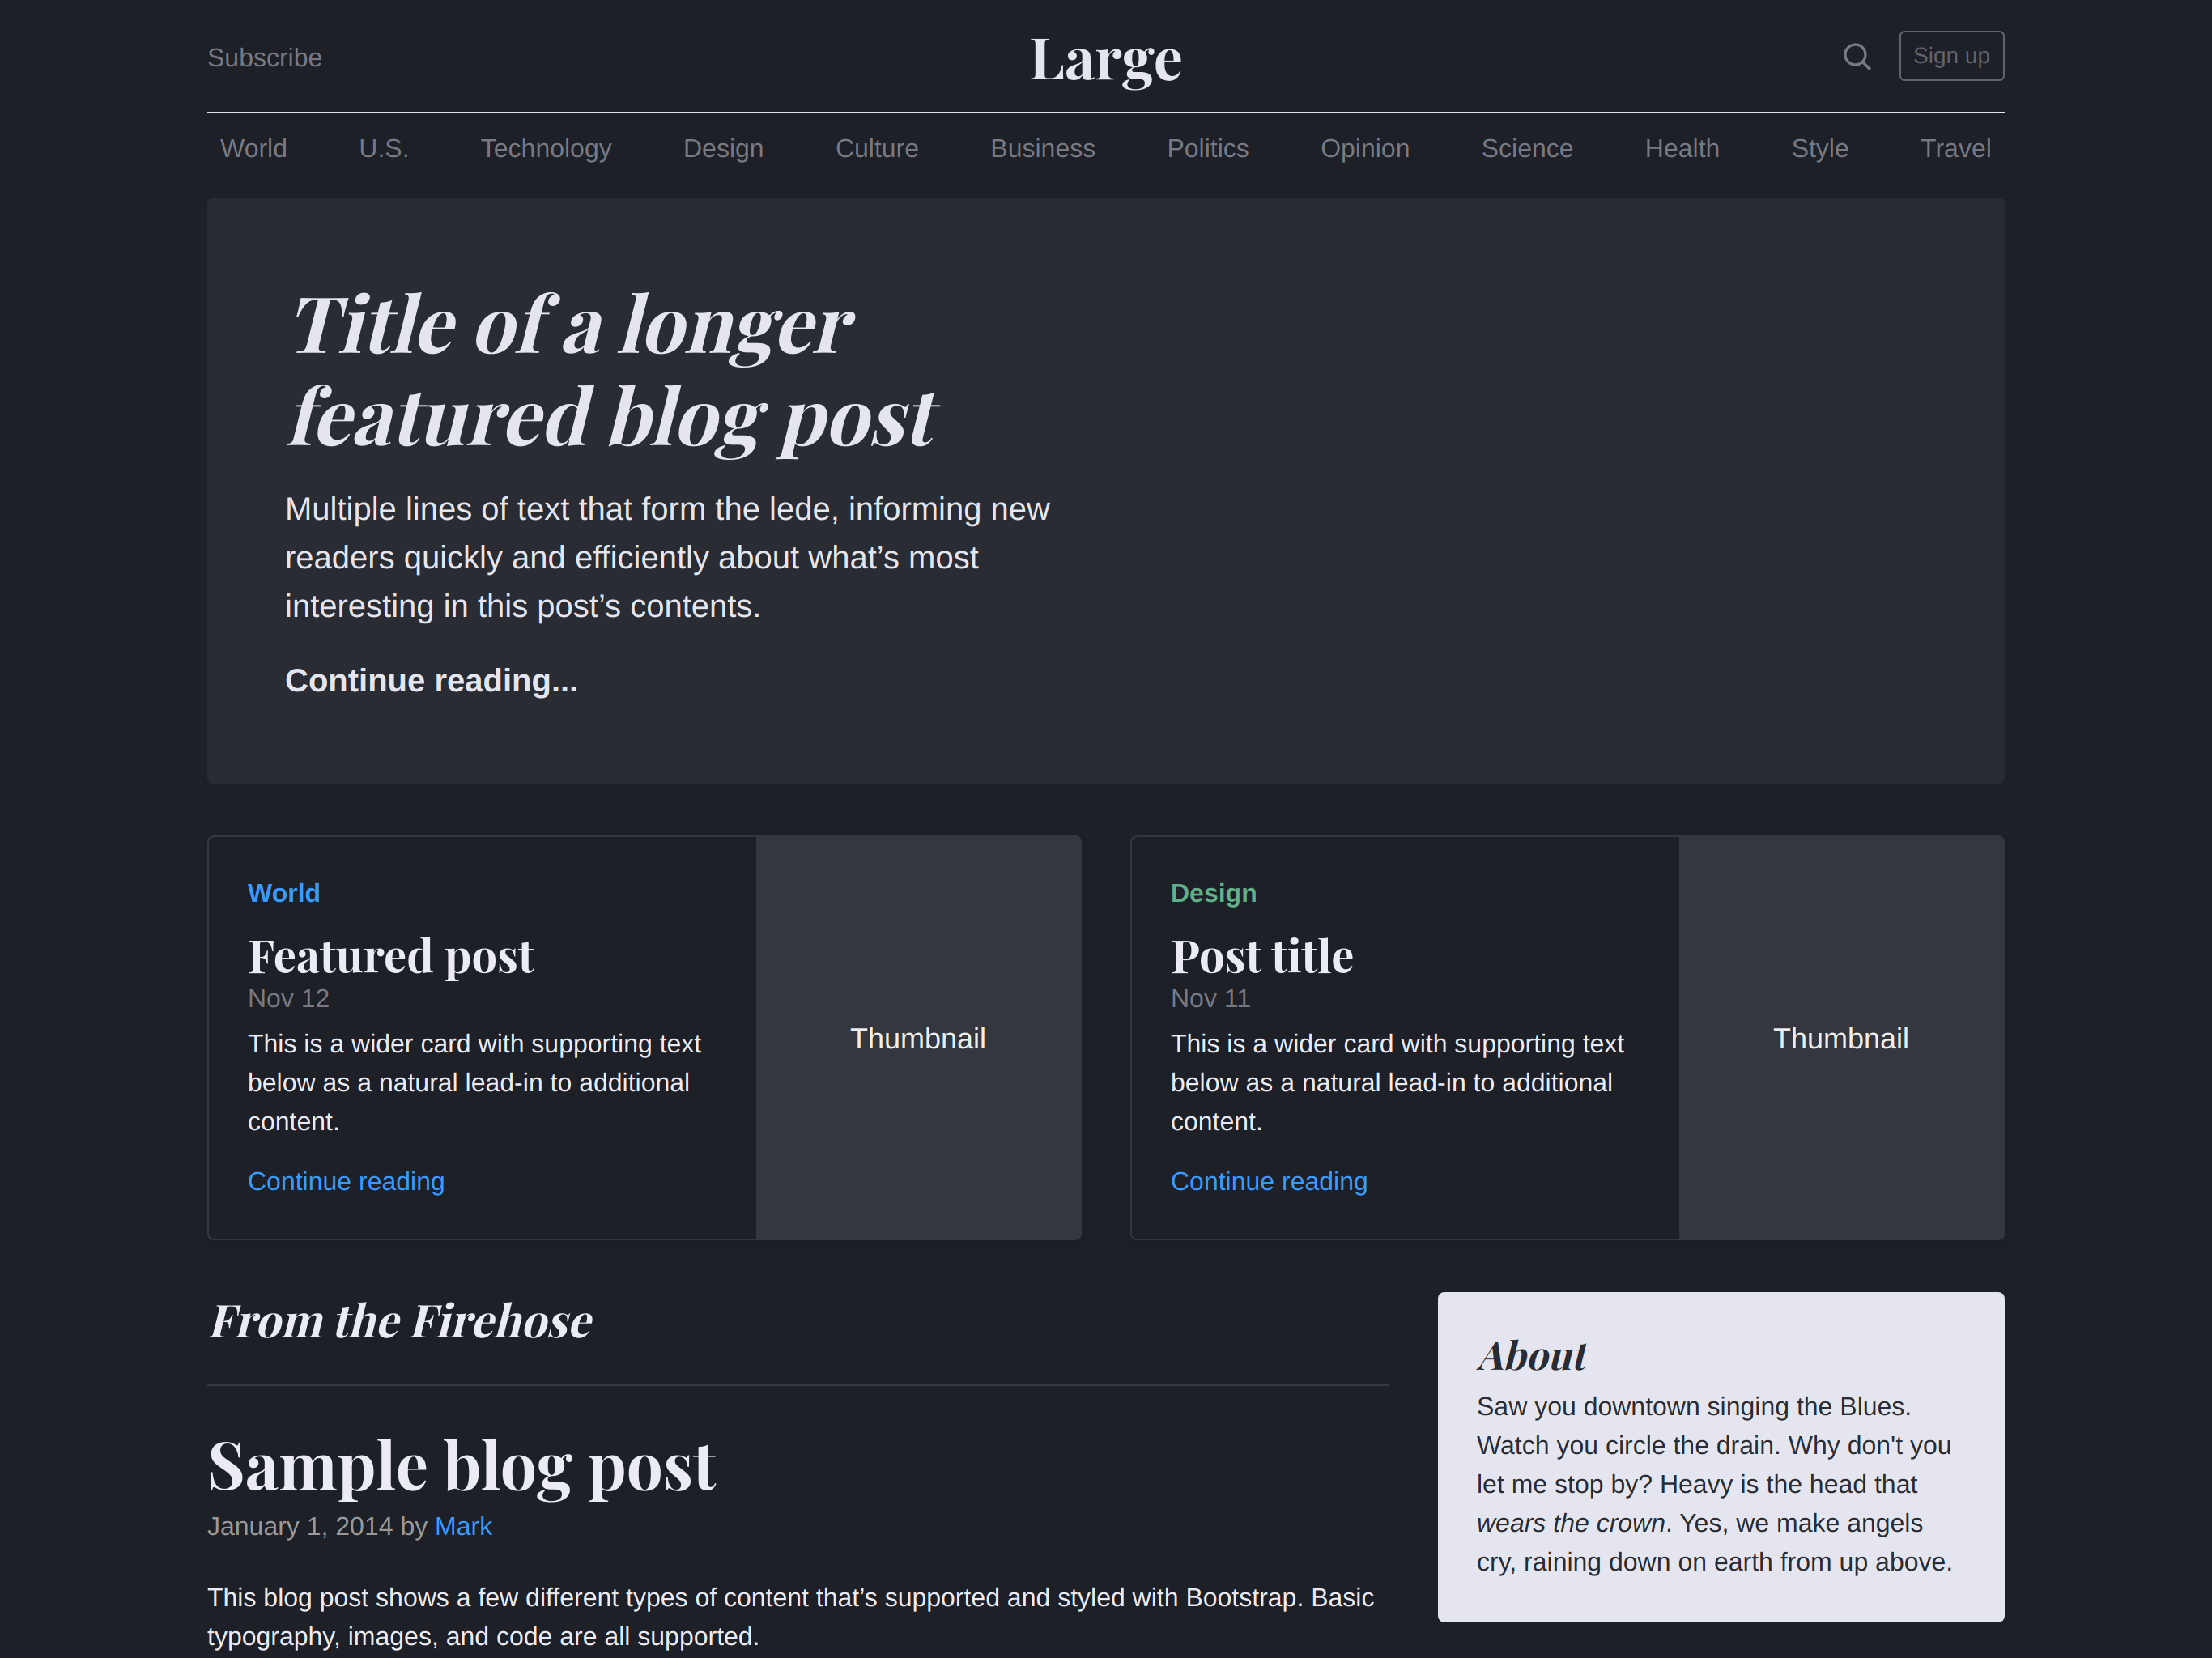 Subscribe
Large
Sign up
World U.S. Technology Design Culture Business Politics Opinion Science Health Style Travel
Title of a longer
featured blog post
Multiple lines of text that form the lede, informing new
readers quickly and efficiently about what’s most
interesting in this post’s contents.
Continue reading...
World
Featured post
Nov 12
This is a wider card with supporting text
below as a natural lead-in to additional
content.
Continue reading
Thumbnail
Design
Post title
Nov 11
This is a wider card with supporting text
below as a natural lead-in to additional
content.
Continue reading
Thumbnail
From the Firehose
Sample blog post
January 1, 2014 by Mark
This blog post shows a few different types of content that’s supported and styled with Bootstrap. Basic
typography, images, and code are all supported.
About
Saw you downtown singing the Blues.
Watch you circle the drain. Why don't you
let me stop by? Heavy is the head that
wears the crown. Yes, we make angels
cry, raining down on earth from up above.